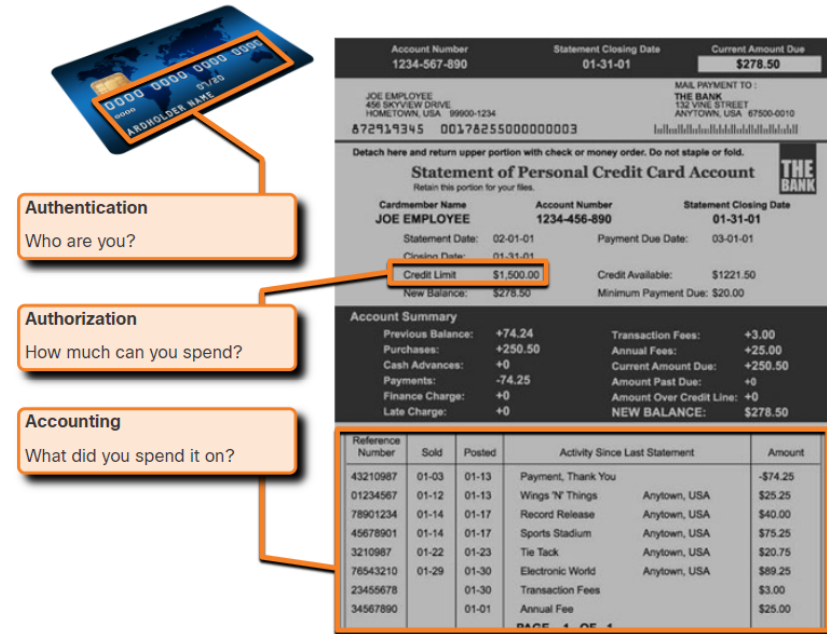 0000 0000 0000 0000
0000
01/20
ARDHOLDER NAME
Authentication
Who are you?
Authorization
How much can you spend?
Accounting
What did you spend it on?
Account Number Statement Closing Date Current Amount Due
1234-567-890 01-31-01 $278.50
JOE EMPLOYEE
456 SKYVIEW DRIVE
HOMETOWN, USA 99900-1234
MAIL PAYMENT TO :
THE BANK
132 VINE STREET
ANYTOWN, USA 67500-0010
872919345 00178255000000003
Detach here and return upper portion with check or money order. Do not staple or fold.
Statement of Personal Credit Card Account
Retain this portion for your files.
THE
BANK
Cardmember Name Account Number Statement Closing Date
JOE EMPLOYEE 1234-456-890 01-31-01
Statement Date: 02-01-01 Payment Due Date: 03-01-01
Closing Date: 01-31-01
Credit Limit $1,500.00 Credit Available: $1221.50
New Balance: $278.50 Minimum Payment Due: $20.00
Account Summary
Previous Balance: +74.24 Transaction Fees: +3.00
Purchases: +250.50 Annual Fees: +25.00
Cash Advances: +0 Current Amount Due: +250.50
Payments: -74.25 Amount Past Due: +0
Finance Charge: +0 Amount Over Credit Line: +0
Late Charge: +0 NEW BALANCE: $278.50
Reference
Number Sold Posted Activity Since Last Statement Amount
43210987 01-03 01-13 Payment, Thank You -$74.25
01234567 01-12 01-13 Wings 'N' Things Anytown, USA $25.25
78901234 01-14 01-17 Record Release Anytown, USA $40.00
45678901 01-14 01-17 Sports Stadium Anytown, USA $75.25
3210987 01-22 01-23 Tie Tack Anytown, USA $20.75
76543210 01-29 01-30 Electronic World Anytown, USA $89.25
23455678 01-30 Transaction Fees $3.00
34567890 01-01 Annual Fee $25.00
PAGE 1 OF 1